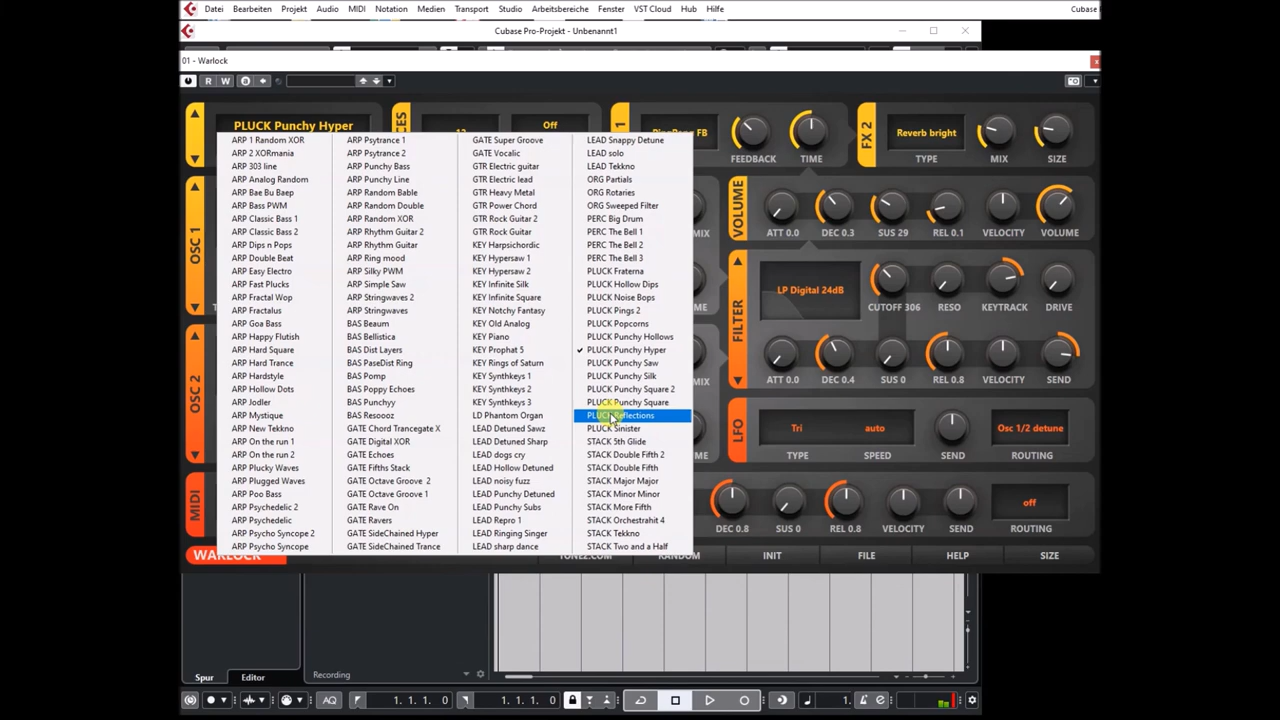 Datei Bearbeiten Projekt Audio MIDI Notation Medien Transport Studio Arbeitsbereiche Fenster VST Cloud Hub Hilfe Cubase P
Cubase Pro-Projekt - Unbenannt1
01 - Warlock
R W
PLUCK Punchy Hyper
Off
1
FEEDBACK TIME
FX 2
Reverb bright
TYPE MIX SIZE
OSC 1
VOLUME
ATT 0.0 DEC 0.3 SUS 29 REL 0.1 VELOCITY VOLUME
FILTER
LP Digital 24dB
CUTOFF 306 RESO KEYTRACK DRIVE
OSC 2
ATT 0.0 DEC 0.4 SUS 0 REL 0.8 VELOCITY SEND
LFO
Tri auto Osc 1/2 detune
TYPE SPEED SEND ROUTING
MIDI
DEC 0.8 SUS 0 REL 0.8 VELOCITY SEND
off
ROUTING
WARLOCK TONE2.COM RANDOM INIT FILE HELP SIZE
ARP 1 Random XOR
ARP 2 XORmania
ARP 303 line
ARP Analog Random
ARP Bae Bu Baep
ARP Bass PWM
ARP Classic Bass 1
ARP Classic Bass 2
ARP Dips n Pops
ARP Double Beat
ARP Easy Electro
ARP Fast Plucks
ARP Fractal Wop
ARP Fractalus
ARP Goa Bass
ARP Happy Flutish
ARP Hard Square
ARP Hard Trance
ARP Hardstyle
ARP Hollow Dots
ARP Jodler
ARP Mystique
ARP New Tekkno
ARP On the run 1
ARP On the run 2
ARP Plucky Waves
ARP Plugged Waves
ARP Poo Bass
ARP Psychedelic 2
ARP Psychedelic
ARP Psycho Syncope 2
ARP Psycho Syncope
ARP Psytrance 1
ARP Psytrance 2
ARP Punchy Bass
ARP Punchy Line
ARP Random Bable
ARP Random Double
ARP Random XOR
ARP Rhythm Guitar 2
ARP Rhythm Guitar
ARP Ring mood
ARP Silky PWM
ARP Simple Saw
ARP Stringwaves 2
ARP Stringwaves
BAS Beaum
BAS Bellistica
BAS Dist Layers
BAS PaseDist Ring
BAS Pomp
BAS Poppy Echoes
BAS Punchyy
BAS Resoooz
GATE Chord Trancegate X
GATE Digital XOR
GATE Echoes
GATE Fifths Stack
GATE Octave Groove 2
GATE Octave Groove 1
GATE Rave On
GATE Ravers
GATE SideChained Hyper
GATE SideChained Trance
GATE Super Groove
GATE Vocalic
GTR Electric guitar
GTR Electric lead
GTR Heavy Metal
GTR Power Chord
GTR Rock Guitar 2
GTR Rock Guitar
KEY Harpsichordic
KEY Hypersaw 1
KEY Hypersaw 2
KEY Infinite Silk
KEY Infinite Square
KEY Notchy Fantasy
KEY Old Analog
KEY Piano
KEY Prophat 5
KEY Rings of Saturn
KEY Synthkeys 1
KEY Synthkeys 2
KEY Synthkeys 3
LD Phantom Organ
LEAD Detuned Sawz
LEAD Detuned Sharp
LEAD dogs cry
LEAD Hollow Detuned
LEAD noisy fuzz
LEAD Punchy Detuned
LEAD Punchy Subs
LEAD Repro 1
LEAD Ringing Singer
LEAD sharp dance
LEAD Snappy Detune
LEAD solo
LEAD Tekkno
ORG Partials
ORG Rotaries
ORG Sweeped Filter
PERC Big Drum
PERC The Bell 1
PERC The Bell 2
PERC The Bell 3
PLUCK Fraterna
PLUCK Hollow Dips
PLUCK Noise Bops
PLUCK Pings 2
PLUCK Popcorns
PLUCK Punchy Hollows
PLUCK Punchy Hyper
PLUCK Punchy Saw
PLUCK Punchy Silk
PLUCK Punchy Square 2
PLUCK Punchy Square
PLUCK Reflections
PLUCK Sinister
STACK 5th Glide
STACK Double Fifth 2
STACK Double Fifth
STACK Major Major
STACK Minor Minor
STACK More Fifth
STACK Orchestrahit 4
STACK Tekkno
STACK Two and a Half
Spur Editor Recording
AQ 1. 1. 1. 0 1. 1. 1. 0 1.